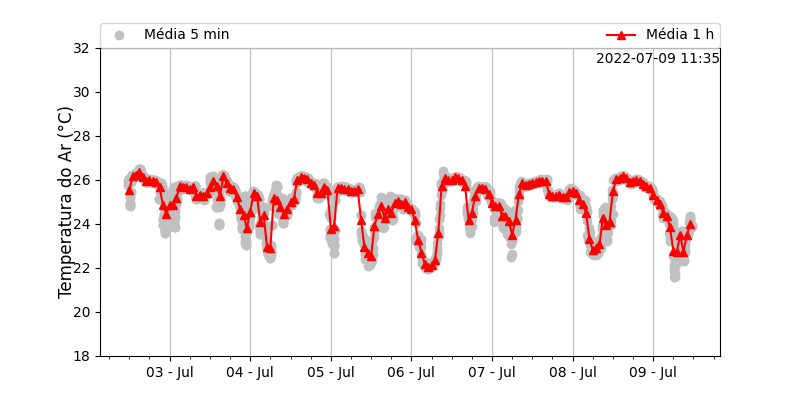 Média 5 min
Média 1 h
2022-07-09 11:35
Temperatura do Ar (°C)
32
30
28
26
24
22
20
18
03 - Jul
04 - Jul
05 - Jul
06 - Jul
07 - Jul
08 - Jul
09 - Jul